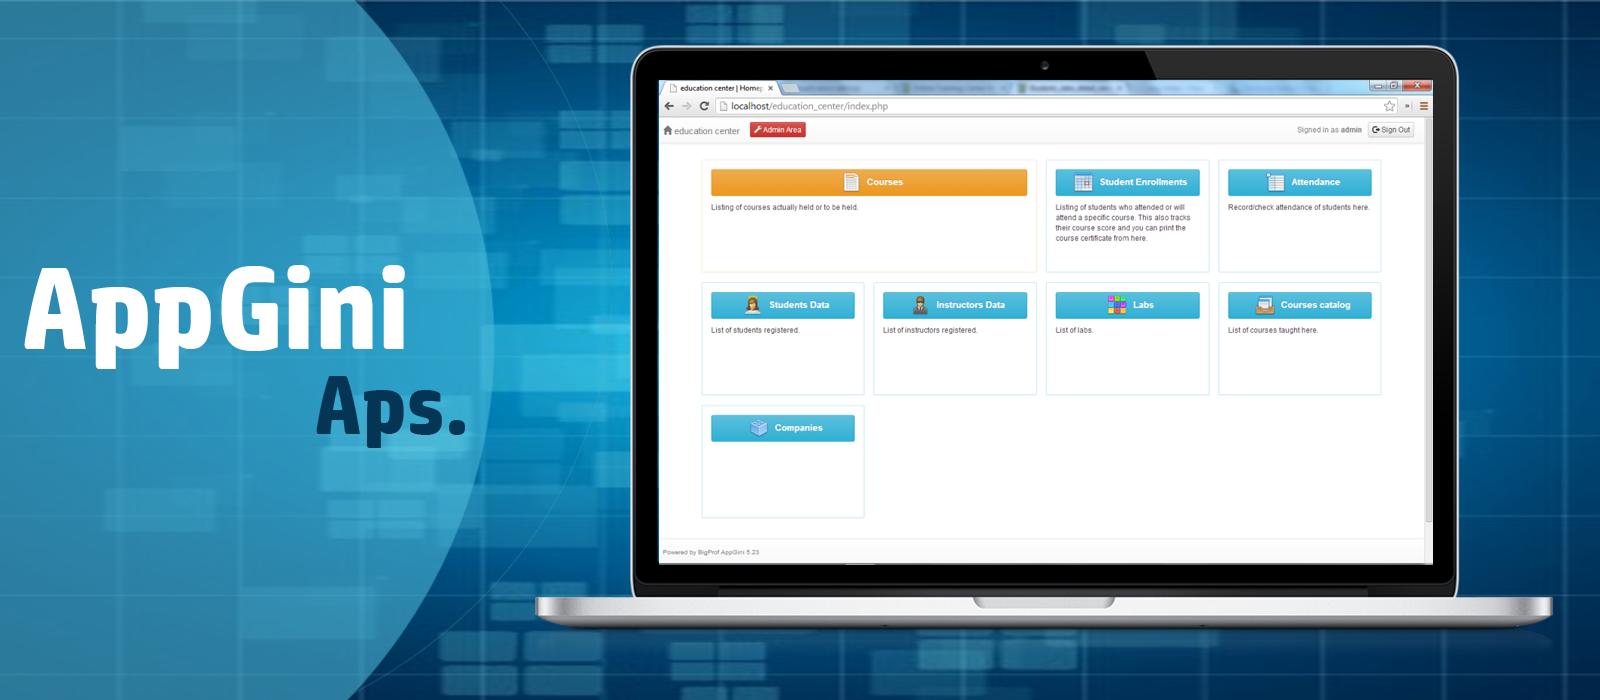 AppGini
Aps.
education center | Home
localhost/education_center/index.php
education center
Admin Area
Signed in as admin
Sign Out
Courses
Listing of courses actually held or to be held.
Student Enrollments
Listing of students who attended or will
attend a specific course. This also tracks
their course score and you can print the
course certificate from here.
Attendance
Record/check attendance of students here.
Students Data
List of students registered.
Instructors Data
List of instructors registered.
Labs
List of labs.
Courses catalog
List of courses taught here.
Companies
Powered by BigProf AppGini 5.23